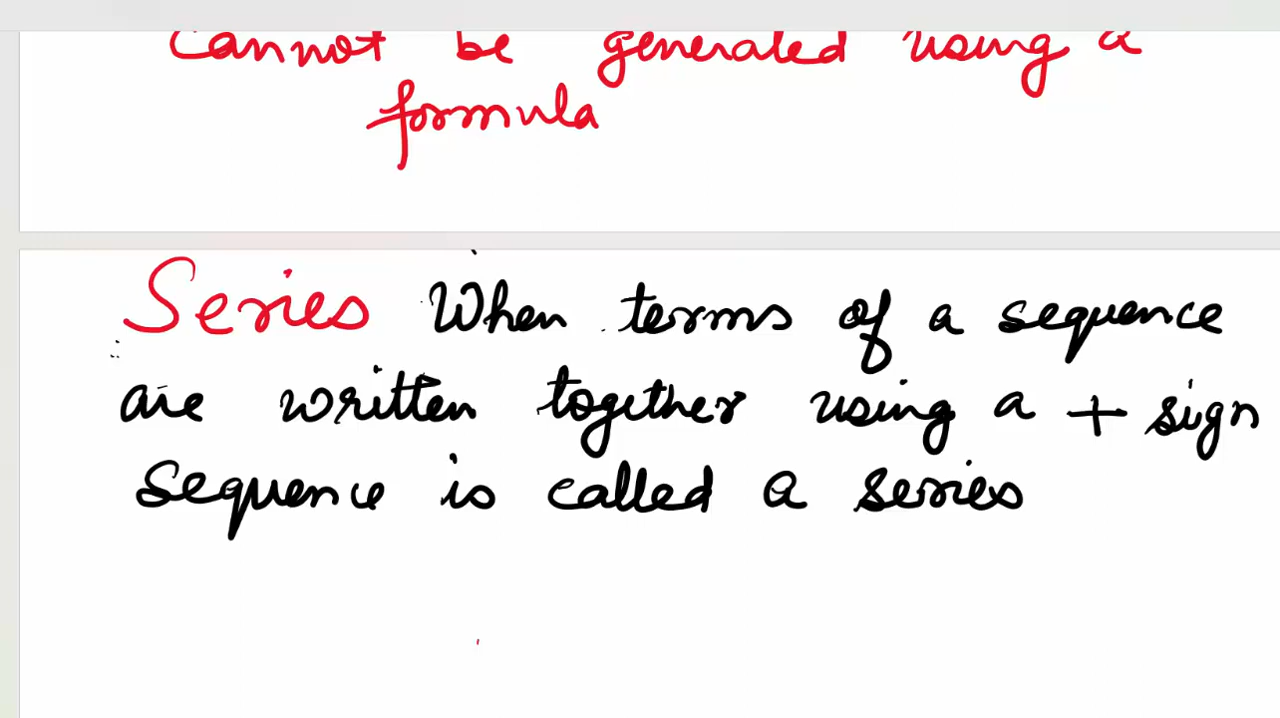 Cannot be generated using a
formula
Series When terms of a sequence
are written together using a + sign
sequence is called a series